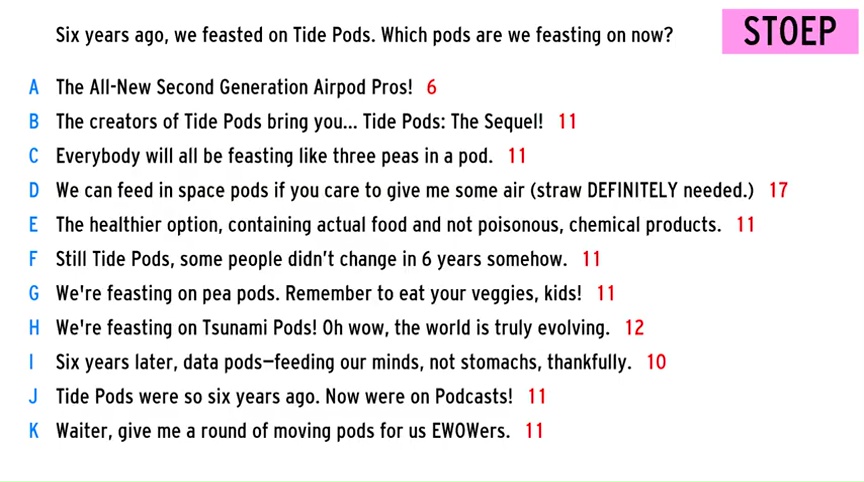 Six years ago, we feasted on Tide Pods. Which pods are we feasting on now?
STOEP
A The All-New Second Generation Airpod Pros! 6
B The creators of Tide Pods bring you... Tide Pods: The Sequel! 11
C Everybody will all be feasting like three peas in a pod. 11
D We can feed in space pods if you care to give me some air (straw DEFINITELY needed.) 17
E The healthier option, containing actual food and not poisonous, chemical products. 11
F Still Tide Pods, some people didn't change in 6 years somehow. 11
G We're feasting on pea pods. Remember to eat your veggies, kids! 11
H We're feasting on Tsunami Pods! Oh wow, the world is truly evolving. 12
I Six years later, data pods—feeding our minds, not stomachs, thankfully. 10
J Tide Pods were so six years ago. Now were on Podcasts! 11
K Waiter, give me a round of moving pods for us EWOWers. 11